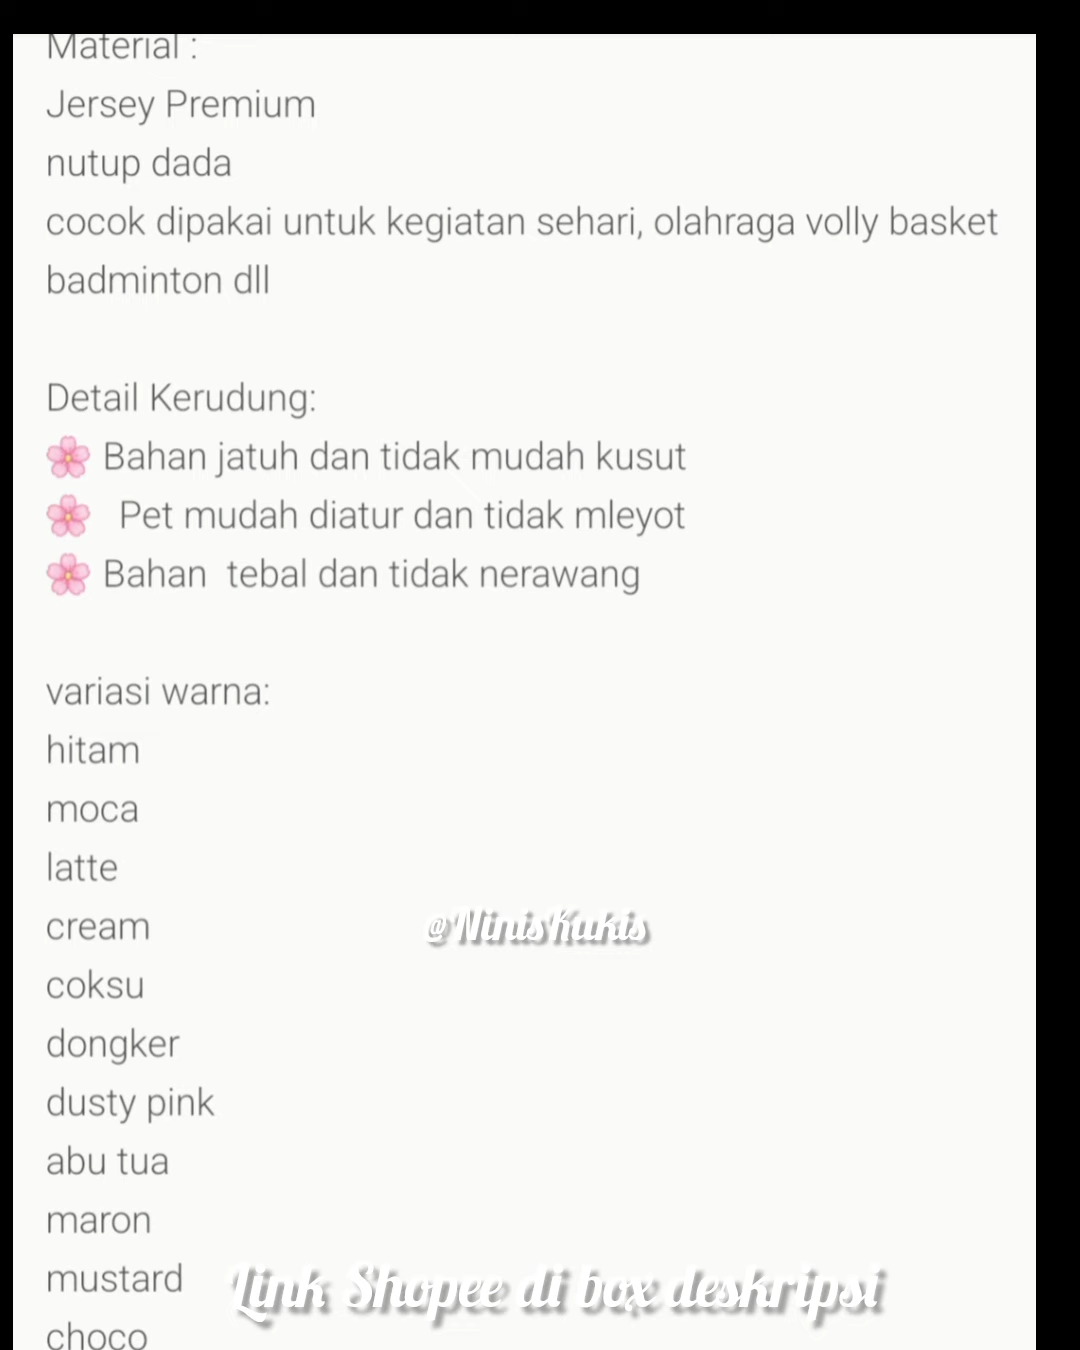 Material :
Jersey Premium
nutup dada
cocok dipakai untuk kegiatan sehari, olahraga volly basket
badminton dll
Detail Kerudung:
🌸 Bahan jatuh dan tidak mudah kusut
🌸 Pet mudah diatur dan tidak mleyot
🌸 Bahan tebal dan tidak nerawang
variasi warna:
hitam
moca
latte
cream
@NinisKukis
coksu
dongker
dusty pink
abu tua
maron
mustard
Link Shopee di box deskripsi
choco